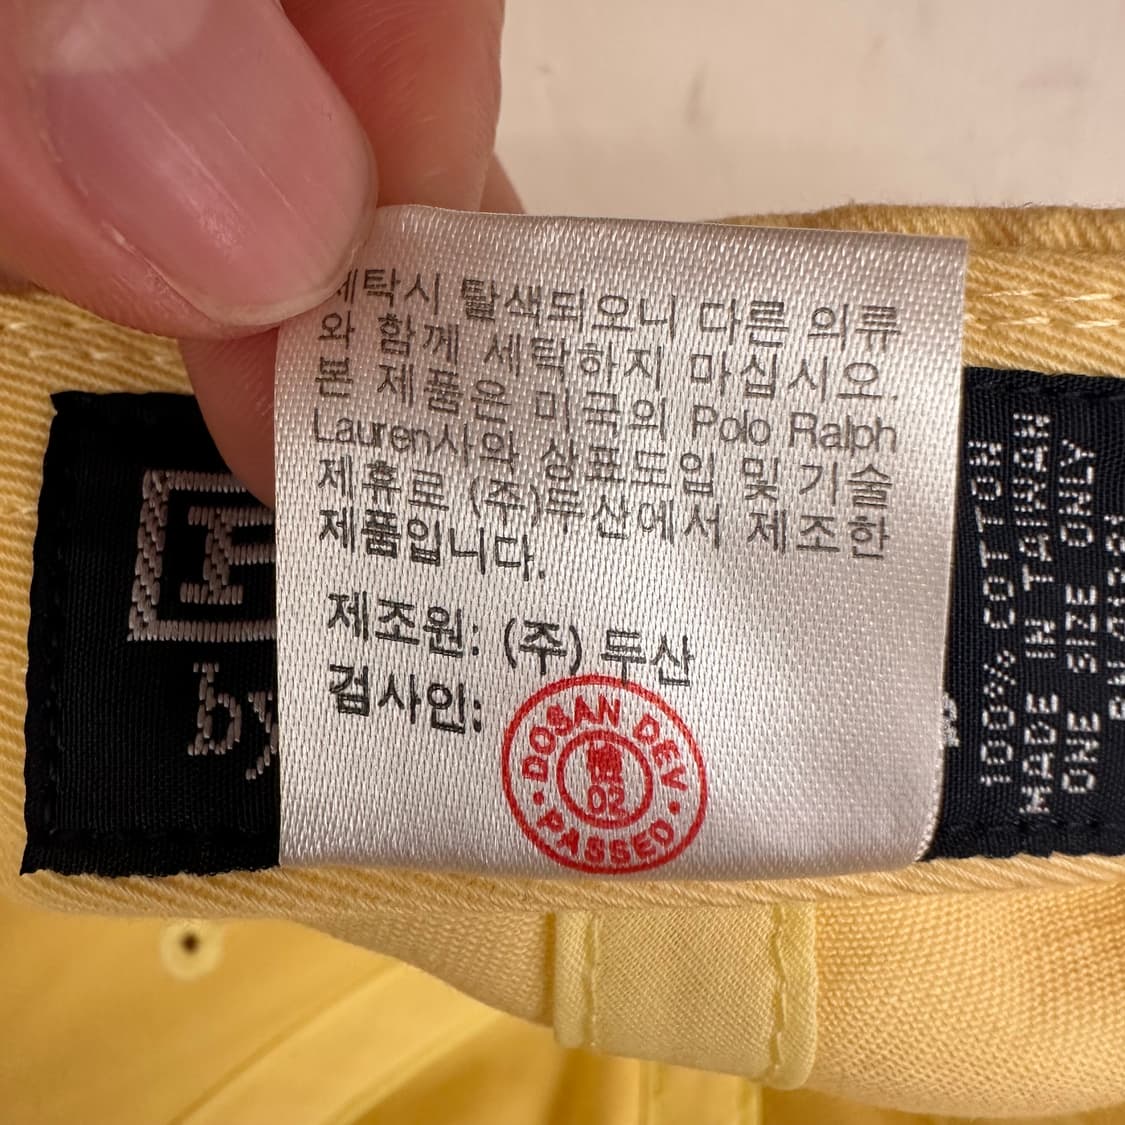 세탁시 탈색되오니 다른 의류
와 함께 세탁하지 마십시오.
본 제품은 미국의 Polo Ralph
Lauren사와 상표도입 및 기술
제휴로 (주)두산에서 제조한
제품입니다.
제조원: (주) 두산
검사인:
DOSAN DEV
02
· PASSED ·
by
100% COTTON
MADE IN TAIWAN
ONE SIZE ONLY